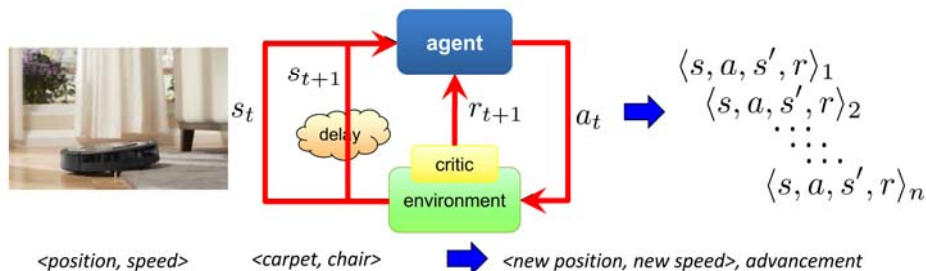 agent
s_{t+1}
s_t
delay
r_{t+1}
a_t
critic
environment
⟨s, a, s′, r⟩_1
⟨s, a, s′, r⟩_2
⟨s, a, s′, r⟩_n
<position, speed>
<carpet, chair>
<new position, new speed>, advancement